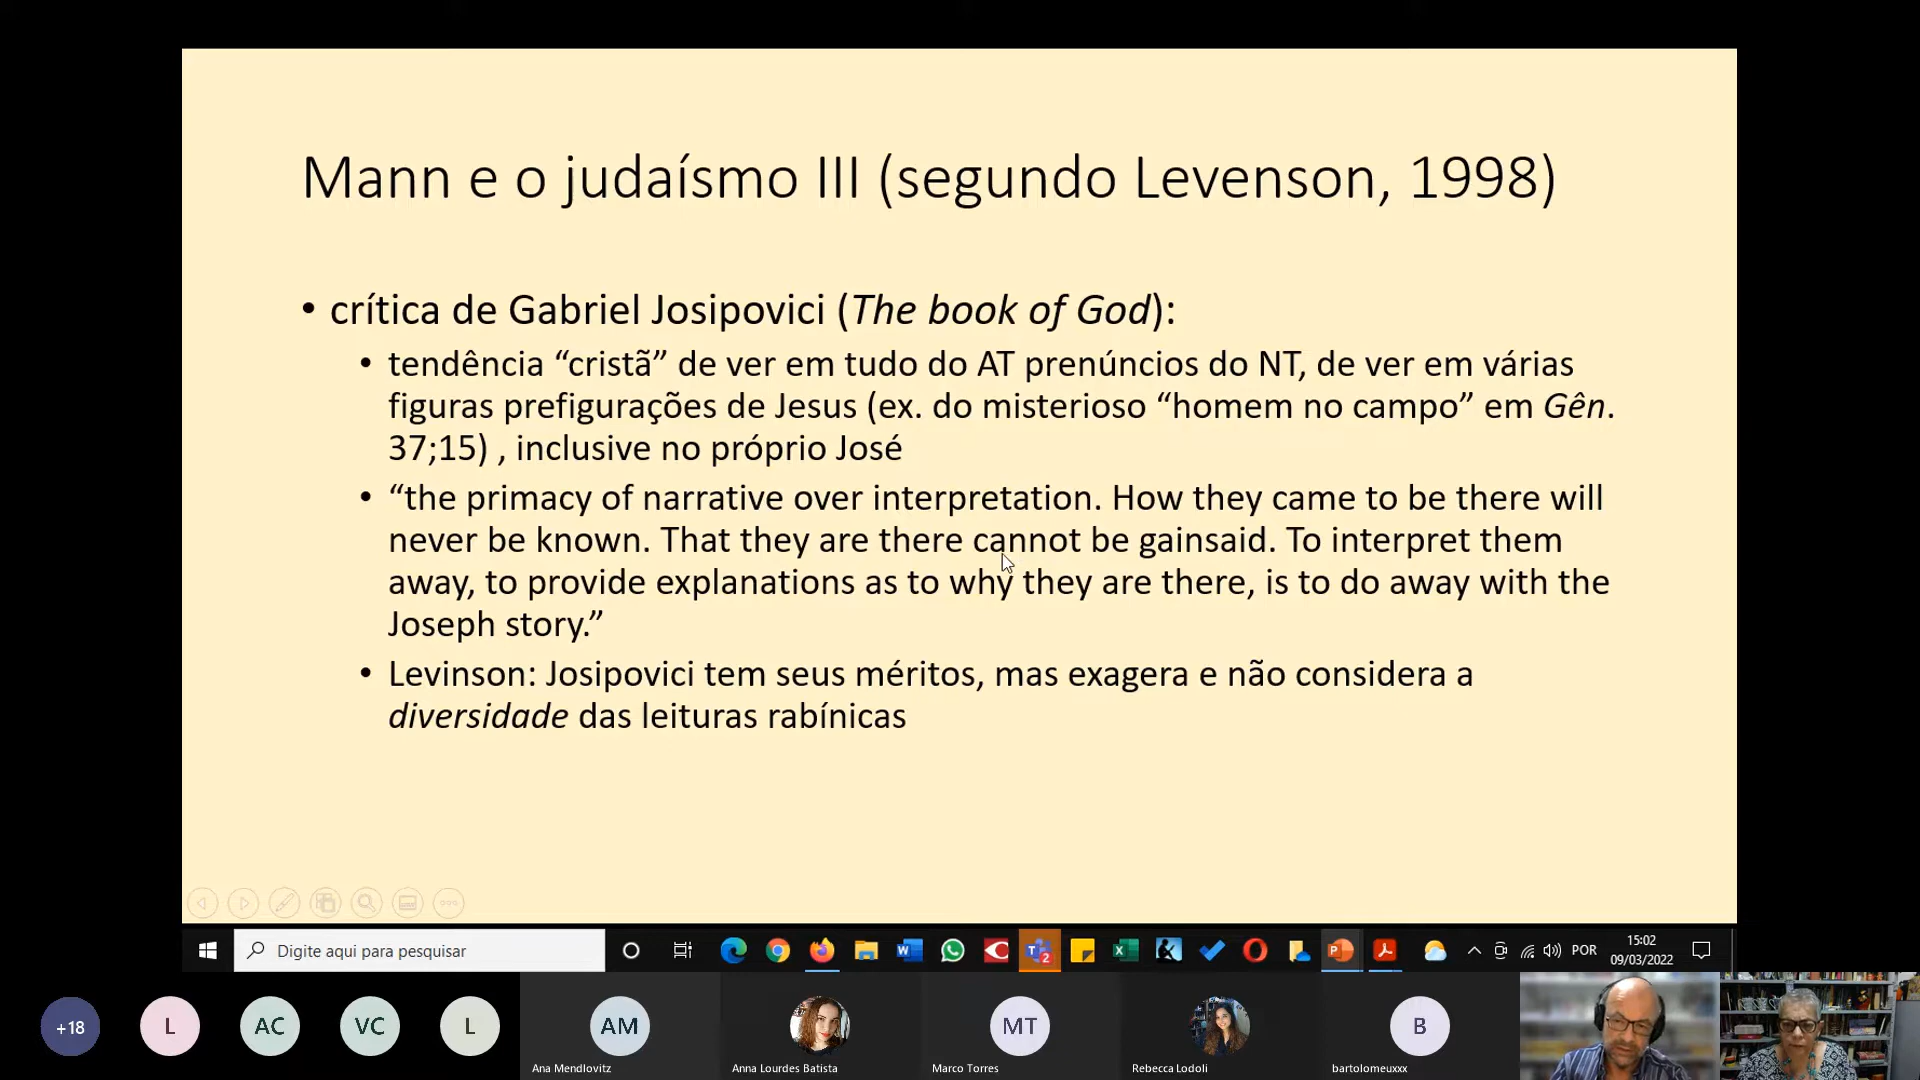 Mann e o judaísmo III (segundo Levenson, 1998)
• crítica de Gabriel Josipovici (The book of God):
• tendência “cristã” de ver em tudo do AT prenúncios do NT, de ver em várias
figuras prefigurações de Jesus (ex. do misterioso “homem no campo” em Gên.
37;15) , inclusive no próprio José
• “the primacy of narrative over interpretation. How they came to be there will
never be known. That they are there cannot be gainsaid. To interpret them
away, to provide explanations as to why they are there, is to do away with the
Joseph story.”
• Levinson: Josipovici tem seus méritos, mas exagera e não considera a
diversidade das leituras rabínicas
Digite aqui para pesquisar
W
T
2
X
P
POR
15:02
09/03/2022
+18
L
AC
VC
L
AM
MT
B
Ana Mendlovitz
Anna Lourdes Batista
Marco Torres
Rebecca Lodoli
bartolomeuxxx